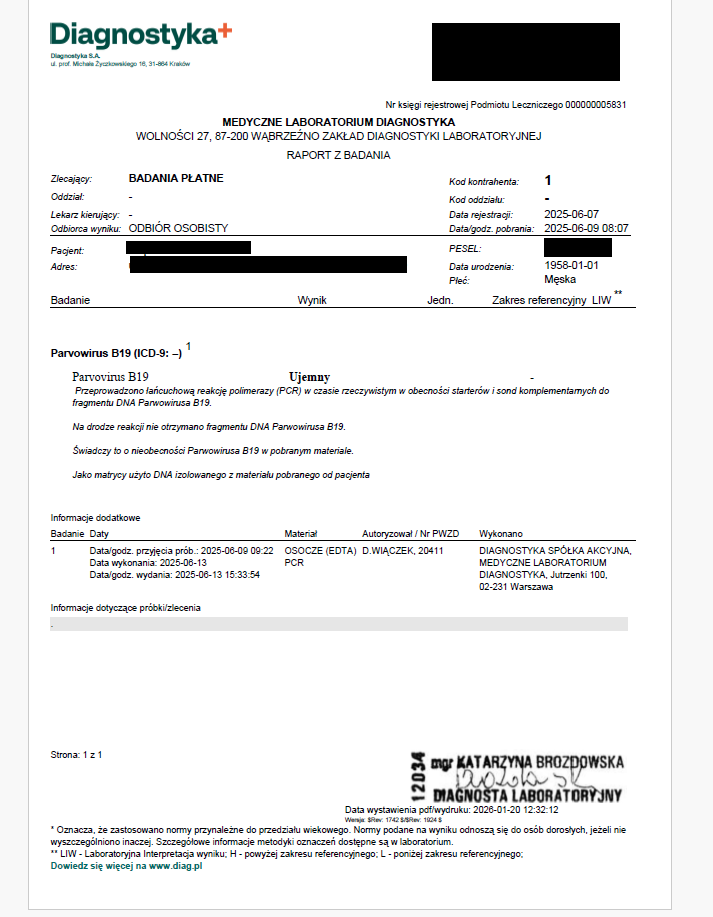 Diagnostyka+
Diagnostyka S.A.
ul. prof. Michała Życzkowskiego 16, 31-864 Kraków
Nr księgi rejestrowej Podmiotu Leczniczego 000000005831
MEDYCZNE LABORATORIUM DIAGNOSTYKA
WOLNOŚCI 27, 87-200 WĄBRZEŹNO ZAKŁAD DIAGNOSTYKI LABORATORYJNEJ
RAPORT Z BADANIA
Zlecający: BADANIA PŁATNE Kod kontrahenta: 1
Oddział: - Kod oddziału: -
Lekarz kierujący: - Data rejestracji: 2025-06-07
Odbiorca wyniku: ODBIÓR OSOBISTY Data/godz. pobrania: 2025-06-09 08:07
Pacjent: PESEL:
Adres: Data urodzenia: 1958-01-01
Płeć: Męska
Badanie Wynik Jedn. Zakres referencyjny LIW **
Parvowirus B19 (ICD-9: –) 1
Parvovirus B19 Ujemny -
Przeprowadzono łańcuchową reakcję polimerazy (PCR) w czasie rzeczywistym w obecności starterów i sond komplementarnych do
fragmentu DNA Parwowirusa B19.
Na drodze reakcji nie otrzymano fragmentu DNA Parwowirusa B19.
Świadczy to o nieobecności Parwowirusa B19 w pobranym materiale.
Jako matrycy użyto DNA izolowanego z materiału pobranego od pacjenta
Informacje dodatkowe
Badanie Daty Materiał Autoryzował / Nr PWZD Wykonano
1 Data/godz. przyjęcia prób.: 2025-06-09 09:22 OSOCZE (EDTA) D.WIĄCZEK, 20411 DIAGNOSTYKA SPÓŁKA AKCYJNA,
Data wykonania: 2025-06-13 PCR MEDYCZNE LABORATORIUM
Data/godz. wydania: 2025-06-13 15:33:54 DIAGNOSTYKA, Jutrzenki 100,
02-231 Warszawa
Informacje dotyczące próbki/zlecenia
.
Strona: 1 z 1
12034 mgr KATARZYNA BROZDOWSKA
DIAGNOSTA LABORATORYJNY
Data wystawienia pdf/wydruku: 2026-01-20 12:32:12
Wersja: $Rev: 1742 $/$Rev: 1924 $
* Oznacza, że zastosowano normy przynależne do przedziału wiekowego. Normy podane na wyniku odnoszą się do osób dorosłych, jeżeli nie
wyszczególniono inaczej. Szczegółowe informacje metodyki oznaczeń dostępne są w laboratorium.
** LIW - Laboratoryjna Interpretacja wyniku; H - powyżej zakresu referencyjnego; L - poniżej zakresu referencyjnego;
Dowiedz się więcej na www.diag.pl